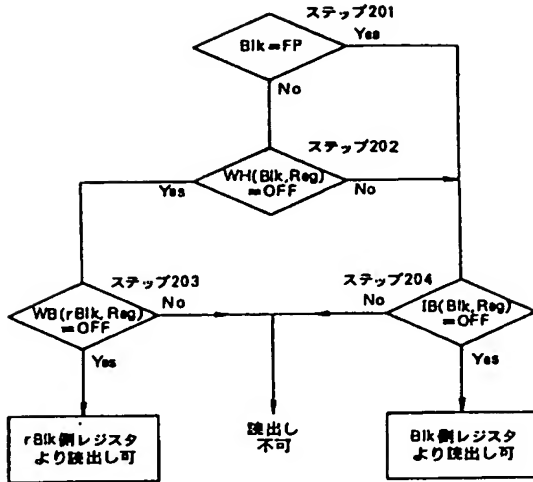 ステップ201
Blk=FP
Yes
No
ステップ202
WH(Blk,Reg)
=OFF
Yes
No
ステップ203
WB(rBlk,Reg)
=OFF
No
Yes
ステップ204
IB(Blk,Reg)
=OFF
No
Yes
rBlk側レジスタ
より読出し可
読出し
不可
Blk側レジスタ
より読出し可